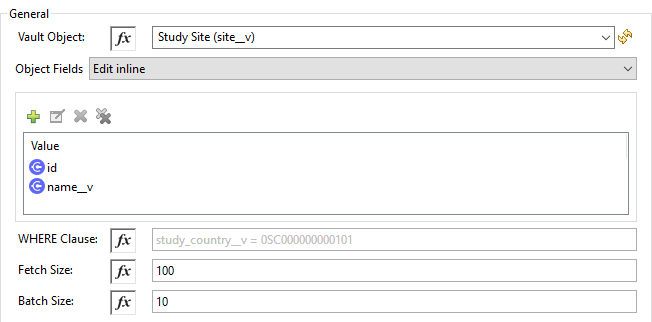 General
Vault Object: fx Study Site (site__v)
Object Fields Edit inline
Value
id
name__v
WHERE Clause: fx study_country__v = 0SC000000000101
Fetch Size: fx 100
Batch Size: fx 10